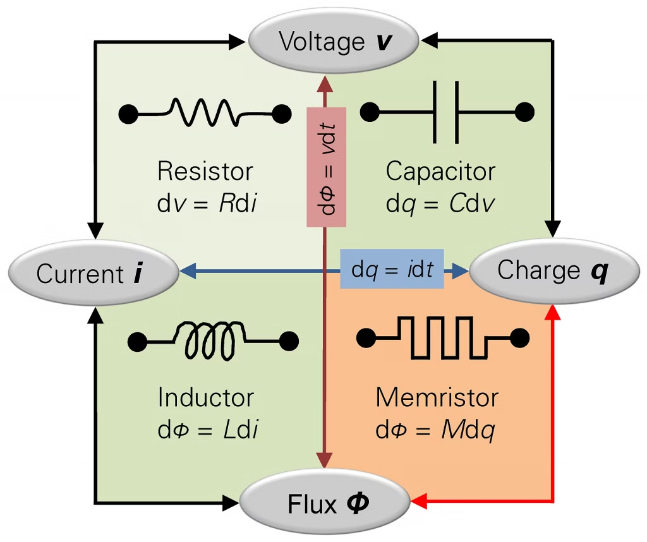 Voltage v
Resistor
dv = Rdi
dΦ = vdt
Capacitor
dq = Cdv
Current i
dq = idt
Charge q
Inductor
dΦ = Ldi
Memristor
dΦ = Mdq
Flux Φ